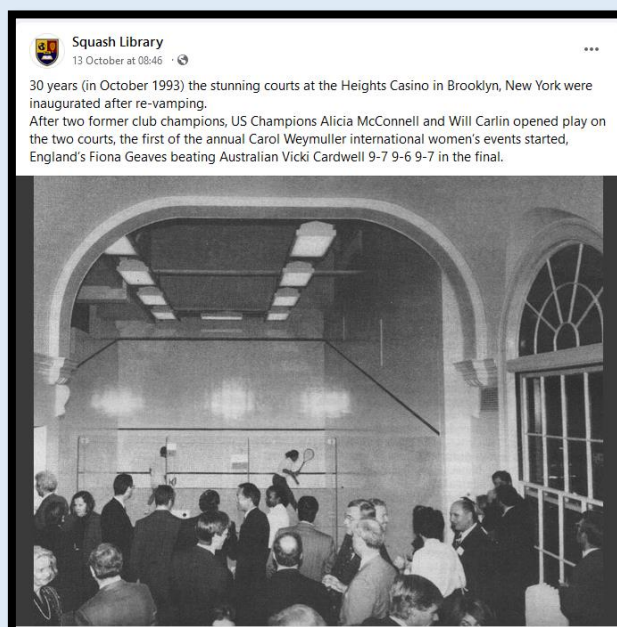 Squash Library
13 October at 08:46 ·
30 years (in October 1993) the stunning courts at the Heights Casino in Brooklyn, New York were
inaugurated after re-vamping.
After two former club champions, US Champions Alicia McConnell and Will Carlin opened play on
the two courts, the first of the annual Carol Weymuller international women's events started,
England's Fiona Geaves beating Australian Vicki Cardwell 9-7 9-6 9-7 in the final.